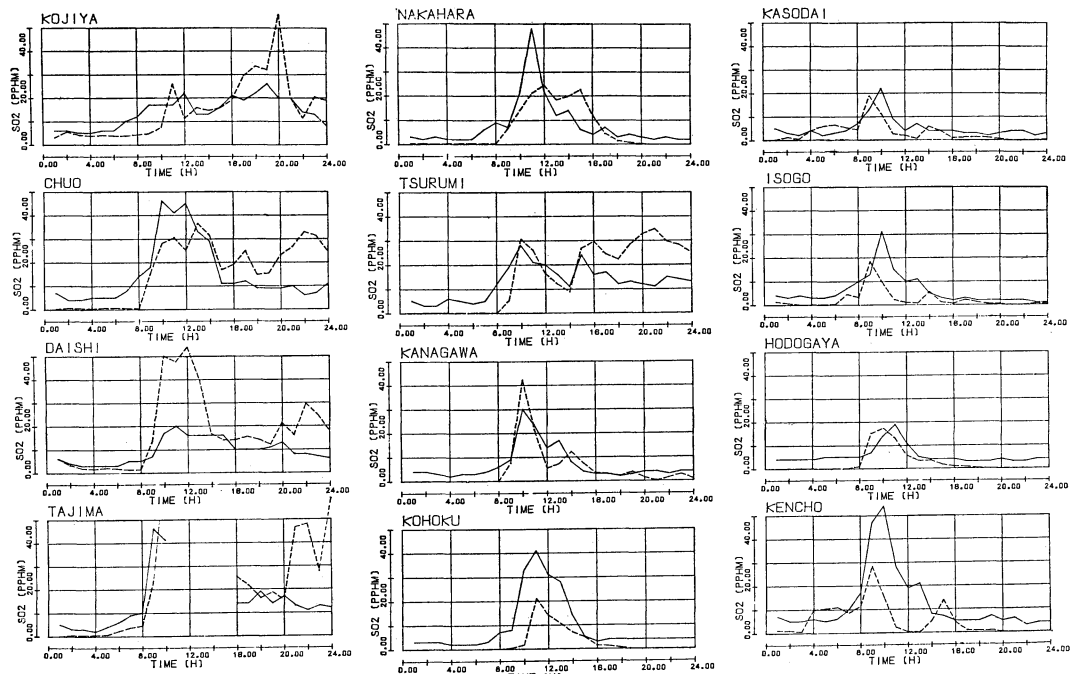 KOJIYA
SO2 (PPHM)
0.00 20.00 40.00
0.00 4.00 8.00 12.00 16.00 20.00 24.00
TIME (H)
CHUO
SO2 (PPHM)
0.00 20.00 40.00
0.00 4.00 8.00 12.00 16.00 20.00 24.00
TIME (H)
DAISHI
SO2 (PPHM)
0.00 20.00 40.00
0.00 4.00 8.00 12.00 16.00 20.00 24.00
TIME (H)
TAJIMA
SO2 (PPHM)
0.00 20.00 40.00
0.00 4.00 8.00 12.00 16.00 20.00 24.00
TIME (H)
NAKAHARA
SO2 (PPHM)
0.00 20.00 40.00
0.00 4.00 8.00 12.00 16.00 20.00 24.00
TIME (H)
TSURUMI
SO2 (PPHM)
0.00 20.00 40.00
0.00 4.00 8.00 12.00 16.00 20.00 24.00
TIME (H)
KANAGAWA
SO2 (PPHM)
0.00 20.00 40.00
0.00 4.00 8.00 12.00 16.00 20.00 24.00
TIME (H)
KOHOKU
SO2 (PPHM)
0.00 20.00 40.00
0.00 4.00 8.00 12.00 16.00 20.00 24.00
TIME (H)
KASODAI
SO2 (PPHM)
0.00 20.00 40.00
0.00 4.00 8.00 12.00 16.00 20.00 24.00
TIME (H)
ISOGO
SO2 (PPHM)
0.00 20.00 40.00
0.00 4.00 8.00 12.00 16.00 20.00 24.00
TIME (H)
HODOGAYA
SO2 (PPHM)
0.00 20.00 40.00
0.00 4.00 8.00 12.00 16.00 20.00 24.00
TIME (H)
KENCHO
SO2 (PPHM)
0.00 20.00 40.00
0.00 4.00 8.00 12.00 16.00 20.00 24.00
TIME (H)